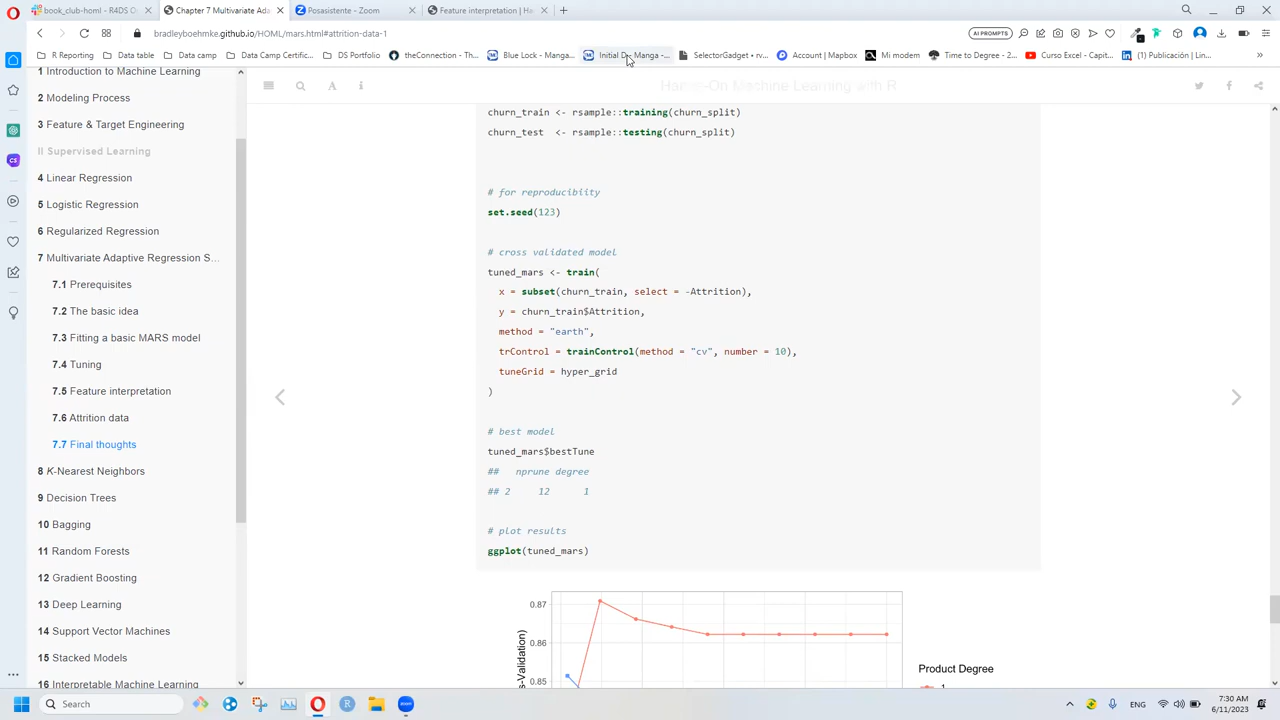 book_club-homl - R4DS O
Chapter 7 Multivariate Ada
Posasistente - Zoom
Feature interpretation | H
bradleyboehmke.github.io/HOML/mars.html#attrition-data-1
AI PROMPTS
R Reporting
Data table
Data camp
Data Camp Certific...
DS Portfolio
theConnection - Th...
Blue Lock - Manga...
Initial D - Manga -...
SelectorGadget • rv...
Account | Mapbox
Mi modem
Time to Degree - 2...
Curso Excel - Capit...
(1) Publicación | Lin...
1 Introduction to Machine Learning
2 Modeling Process
3 Feature & Target Engineering
II Supervised Learning
4 Linear Regression
5 Logistic Regression
6 Regularized Regression
7 Multivariate Adaptive Regression S...
7.1 Prerequisites
7.2 The basic idea
7.3 Fitting a basic MARS model
7.4 Tuning
7.5 Feature interpretation
7.6 Attrition data
7.7 Final thoughts
8 K-Nearest Neighbors
9 Decision Trees
10 Bagging
11 Random Forests
12 Gradient Boosting
13 Deep Learning
14 Support Vector Machines
15 Stacked Models
16 Interpretable Machine Learning
Hands-On Machine Learning with R
churn_train <- rsample::training(churn_split)
churn_test  <- rsample::testing(churn_split)
# for reproducibiity
set.seed(123)
# cross validated model
tuned_mars <- train(
x = subset(churn_train, select = -Attrition),
y = churn_train$Attrition,
method = "earth",
trControl = trainControl(method = "cv", number = 10),
tuneGrid = hyper_grid
)
# best model
tuned_mars$bestTune
##   nprune degree
## 2     12      1
# plot results
ggplot(tuned_mars)
0.87
0.86
0.85
s-Validation)
Product Degree
1
Search
ENG
7:30 AM
6/11/2023